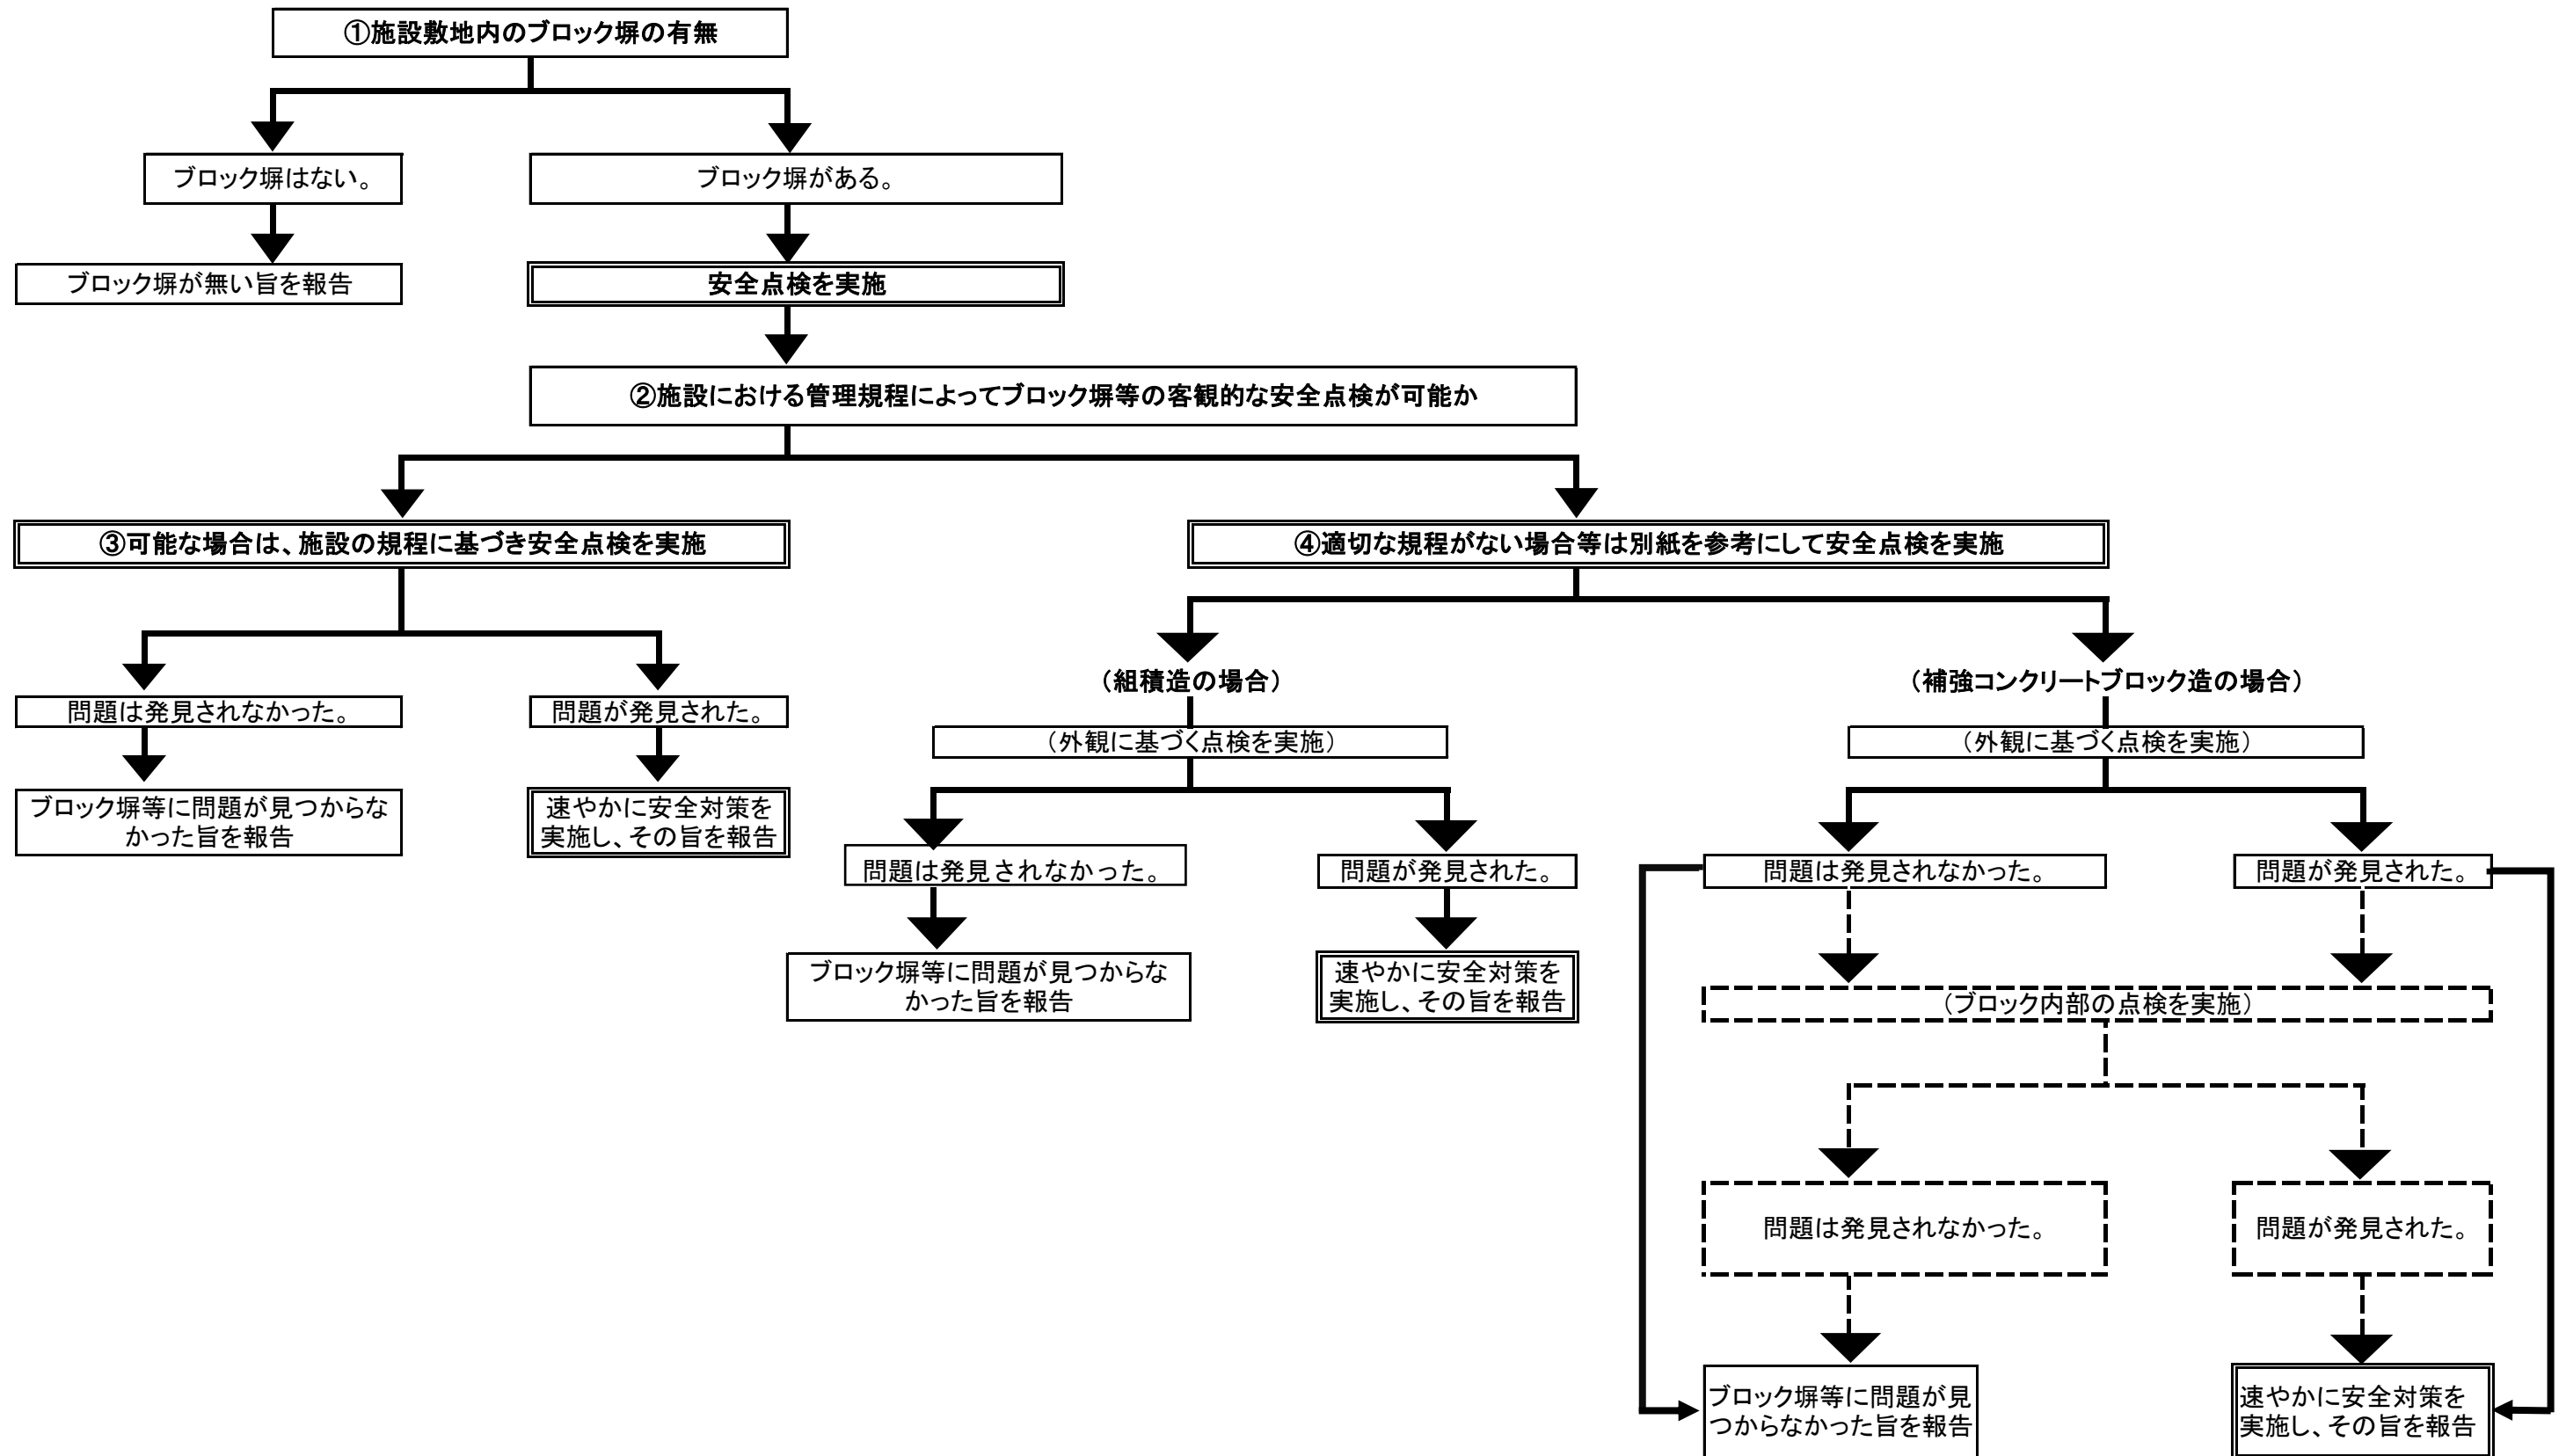 ①施設敷地内のブロック塀の有無
ブロック塀はない。
ブロック塀がある。
ブロック塀が無い旨を報告
安全点検を実施
②施設における管理規程によってブロック塀等の客観的な安全点検が可能か
③可能な場合は、施設の規程に基づき安全点検を実施
④適切な規程がない場合等は別紙を参考にして安全点検を実施
(組積造の場合)
(補強コンクリートブロック造の場合)
問題は発見されなかった。
問題が発見された。
(外観に基づく点検を実施)
(外観に基づく点検を実施)
ブロック塀等に問題が見つからな
かった旨を報告
速やかに安全対策を
実施し、その旨を報告
問題は発見されなかった。
問題が発見された。
問題は発見されなかった。
問題が発見された。
ブロック塀等に問題が見つからな
かった旨を報告
速やかに安全対策を
実施し、その旨を報告
(ブロック内部の点検を実施)
問題は発見されなかった。
問題が発見された。
ブロック塀等に問題が見
つからなかった旨を報告
速やかに安全対策を
実施し、その旨を報告